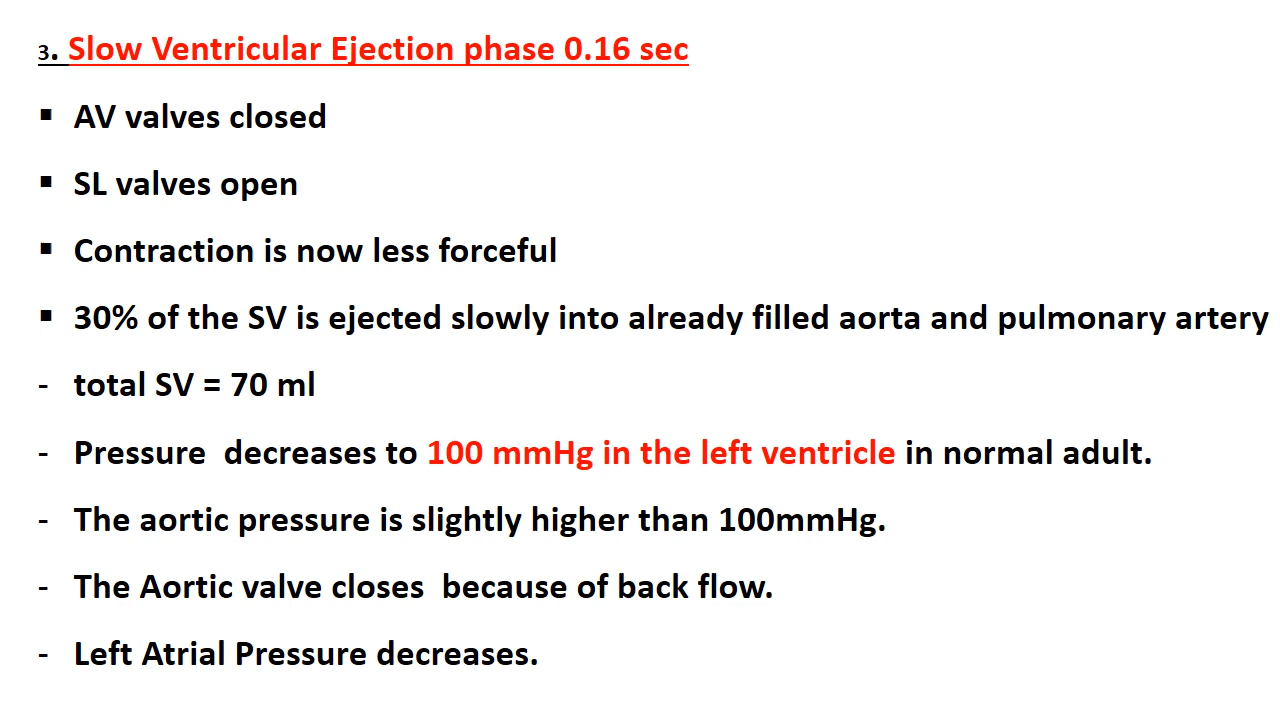 3. Slow Ventricular Ejection phase 0.16 sec
▪ AV valves closed
▪ SL valves open
▪ Contraction is now less forceful
▪ 30% of the SV is ejected slowly into already filled aorta and pulmonary artery
- total SV = 70 ml
- Pressure  decreases to 100 mmHg in the left ventricle in normal adult.
- The aortic pressure is slightly higher than 100mmHg.
- The Aortic valve closes  because of back flow.
- Left Atrial Pressure decreases.